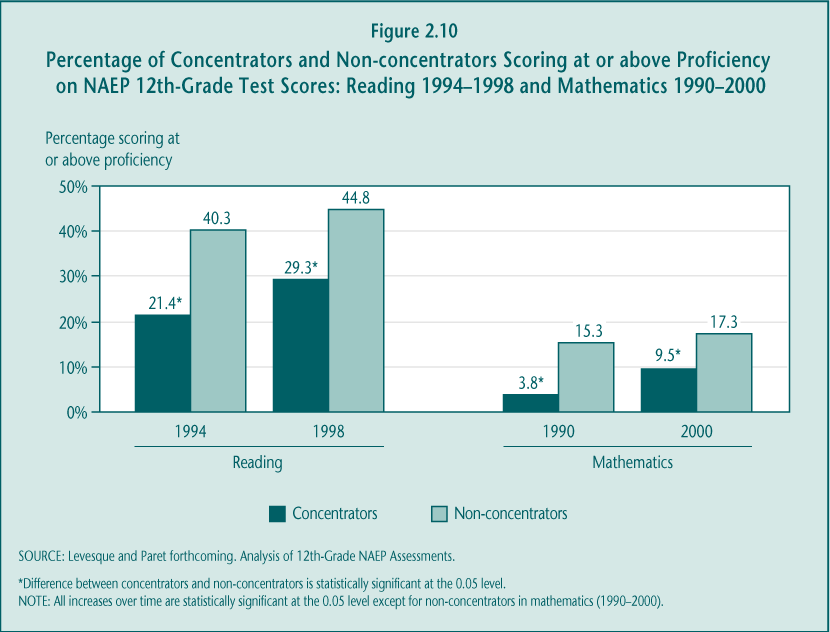 Figure 2.10
Percentage of Concentrators and Non-concentrators Scoring at or above Proficiency
on NAEP 12th-Grade Test Scores: Reading 1994–1998 and Mathematics 1990–2000
Percentage scoring at
or above proficiency
50%
40%
30%
20%
10%
0%
21.4*
40.3
29.3*
44.8
3.8*
15.3
9.5*
17.3
1994
1998
1990
2000
Reading
Mathematics
Concentrators
Non-concentrators
SOURCE: Levesque and Paret forthcoming. Analysis of 12th-Grade NAEP Assessments.
*Difference between concentrators and non-concentrators is statistically significant at the 0.05 level.
NOTE: All increases over time are statistically significant at the 0.05 level except for non-concentrators in mathematics (1990–2000).